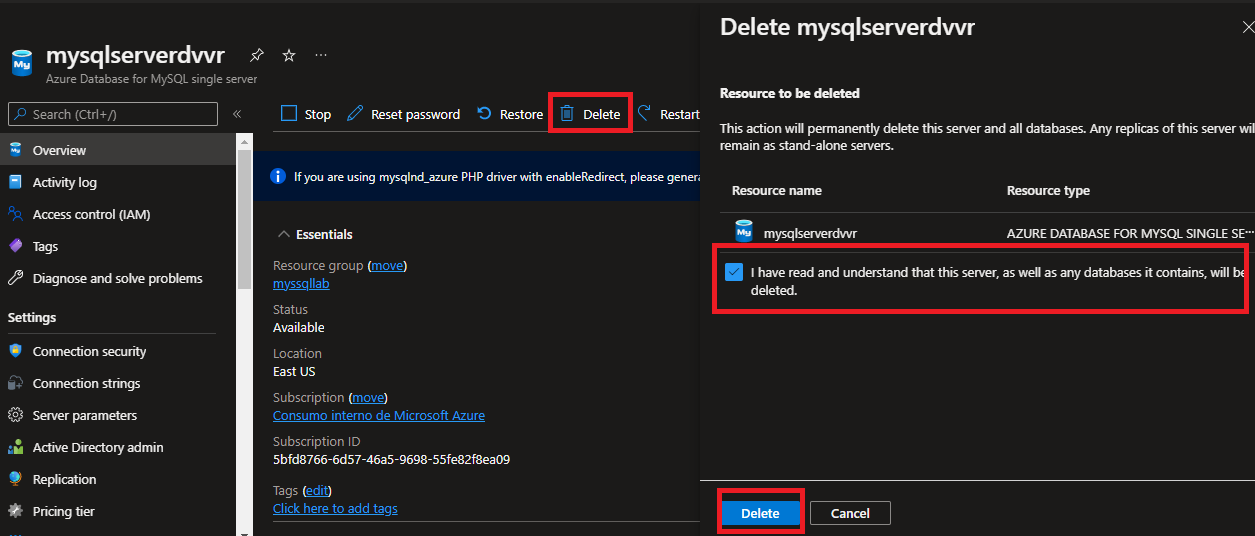 mysqlserverdvvr
Azure Database for MySQL single server
Search (Ctrl+/)
Overview
Activity log
Access control (IAM)
Tags
Diagnose and solve problems
Settings
Connection security
Connection strings
Server parameters
Active Directory admin
Replication
Pricing tier
Stop
Reset password
Restore
Delete
Restart
If you are using mysqlnd_azure PHP driver with enableRedirect, please genera
Essentials
Resource group (move)
myssqllab
Status
Available
Location
East US
Subscription (move)
Consumo interno de Microsoft Azure
Subscription ID
5bfd8766-6d57-46a5-9698-55fe82f8ea09
Tags (edit)
Click here to add tags
Delete mysqlserverdvvr
Resource to be deleted
This action will permanently delete this server and all databases. Any replicas of this server will
remain as stand-alone servers.
Resource name Resource type
My mysqlserverdvvr AZURE DATABASE FOR MYSQL SINGLE SE···
I have read and understand that this server, as well as any databases it contains, will be
deleted.
Delete Cancel